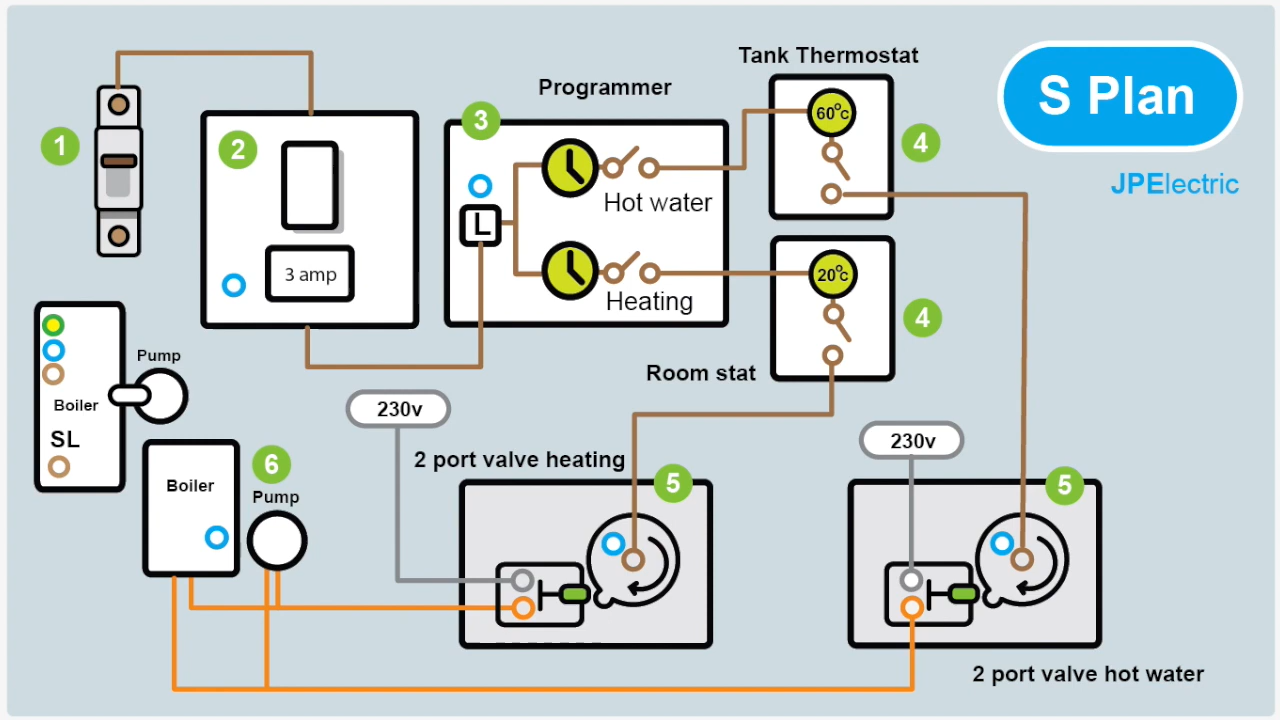 Tank Thermostat
S Plan
JPElectric
Programmer
1
2
3
4
60°c
Hot water
L
3 amp
Heating
20°c
4
Room stat
Pump
Boiler
SL
230v
230v
2 port valve heating
6
5
5
Boiler
Pump
2 port valve hot water